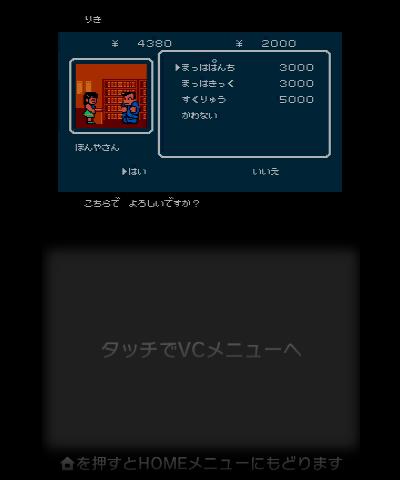 りき
¥ 4380 ¥ 2000
▶まっはぱんち 3000
まっはきっく 3000
すくりゅう 5000
かわない
ほんやさん
▶はい いいえ
こちらで よろしいですか?
タッチでVCメニューへ
を押すとHOMEメニューにもどります